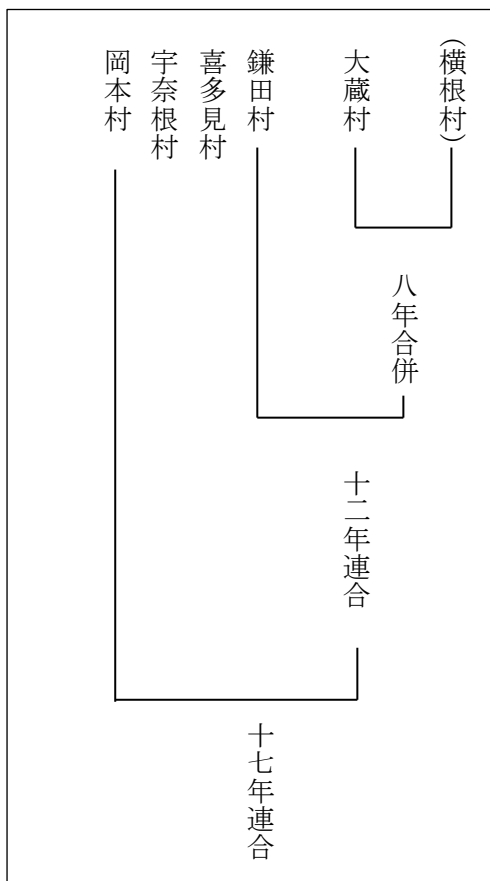 （横根村）
大蔵村
鎌田村
喜多見村
宇奈根村
岡本村
八年合併
十二年連合
十七年連合